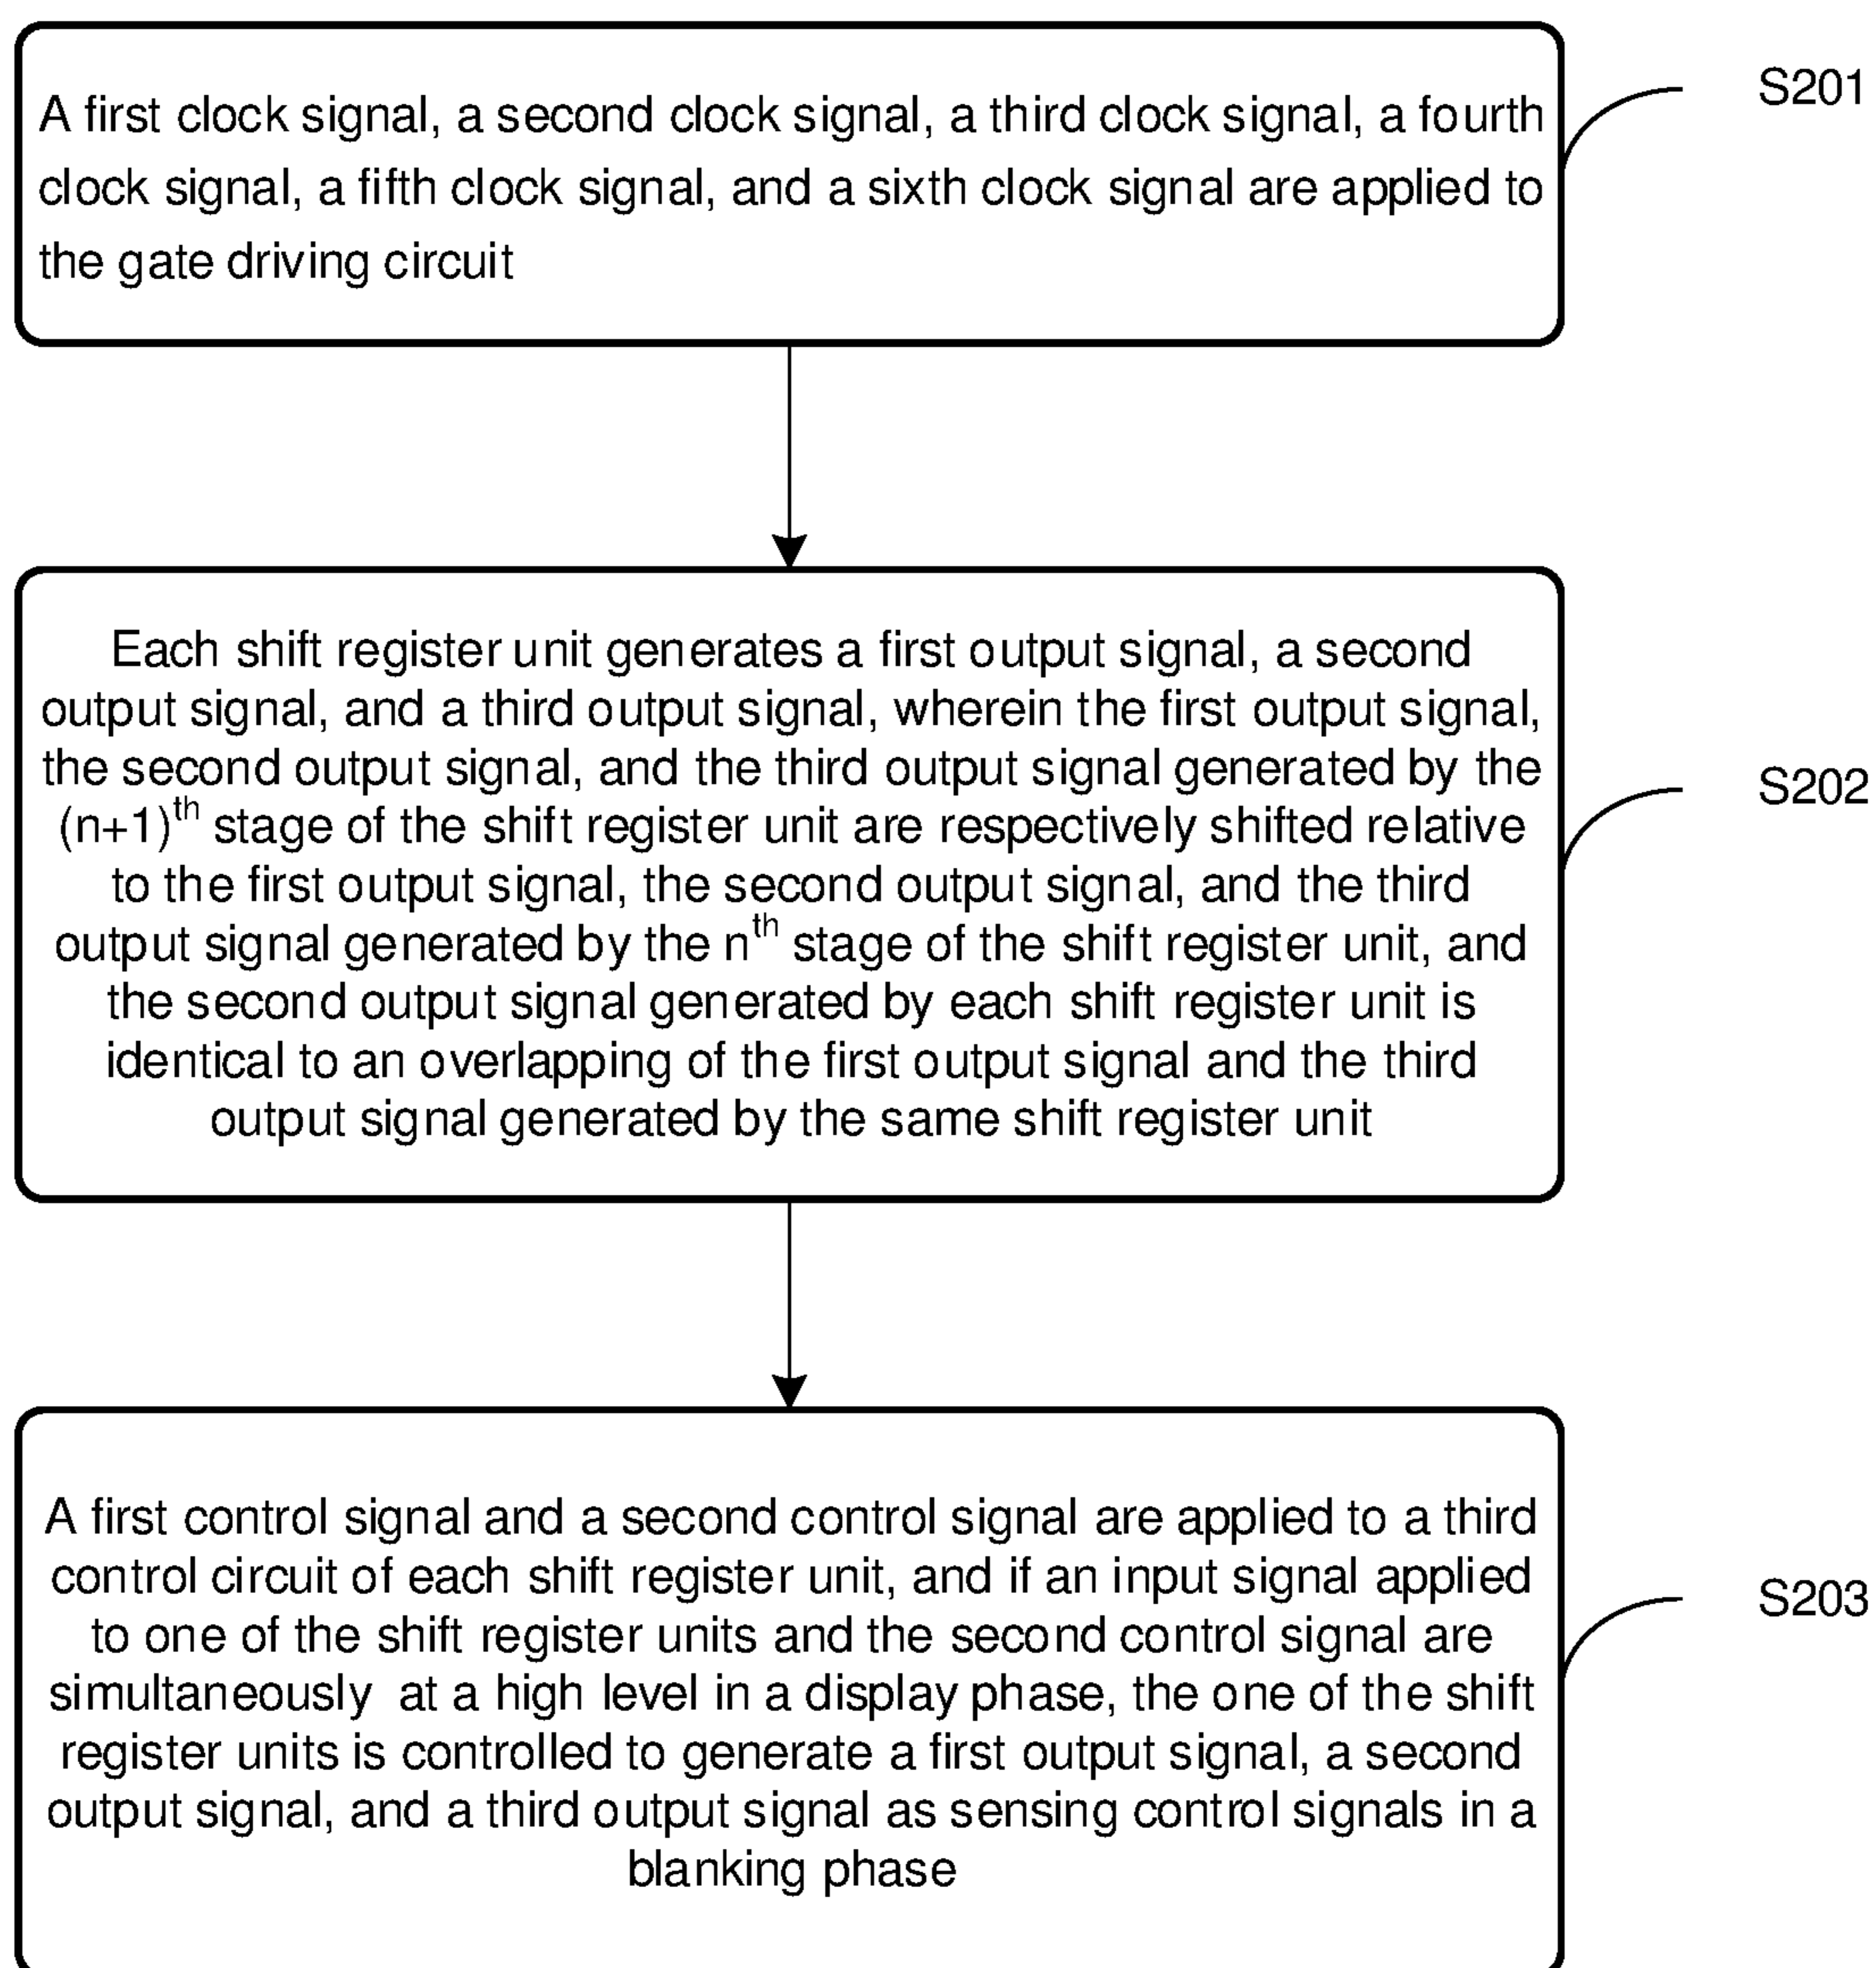 A first clock signal, a second clock signal, a third clock signal, a fourth
clock signal, a fifth clock signal, and a sixth clock signal are applied to
the gate driving circuit
S201
Each shift register unit generates a first output signal, a second
output signal, and a third output signal, wherein the first output signal,
the second output signal, and the third output signal generated by the
(n+1)th stage of the shift register unit are respectively shifted relative
to the first output signal, the second output signal, and the third
output signal generated by the nth stage of the shift register unit, and
the second output signal generated by each shift register unit is
identical to an overlapping of the first output signal and the third
output signal generated by the same shift register unit
S202
A first control signal and a second control signal are applied to a third
control circuit of each shift register unit, and if an input signal applied
to one of the shift register units and the second control signal are
simultaneously at a high level in a display phase, the one of the shift
register units is controlled to generate a first output signal, a second
output signal, and a third output signal as sensing control signals in a
blanking phase
S203